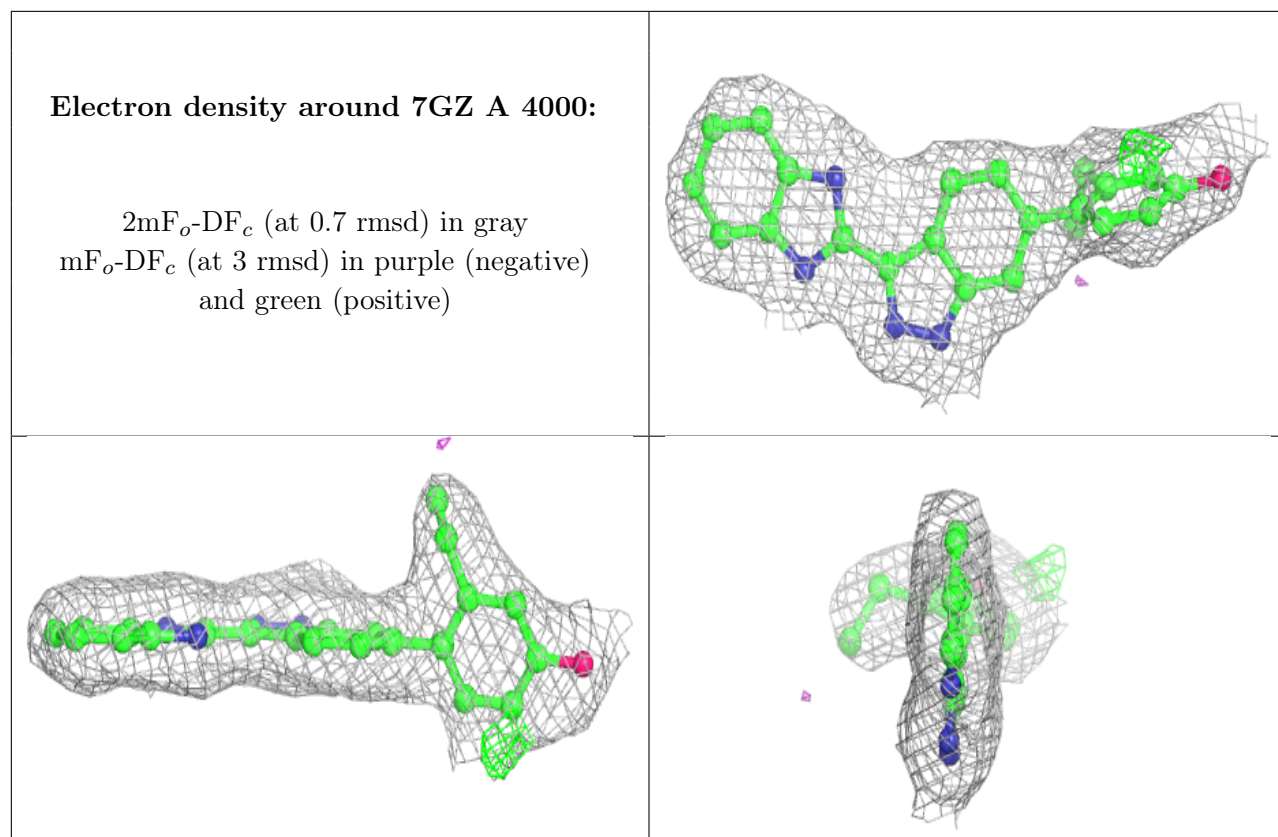 Electron density around 7GZ A 4000:
2mFₒ-DF𝒸 (at 0.7 rmsd) in gray
mFₒ-DF𝒸 (at 3 rmsd) in purple (negative)
and green (positive)